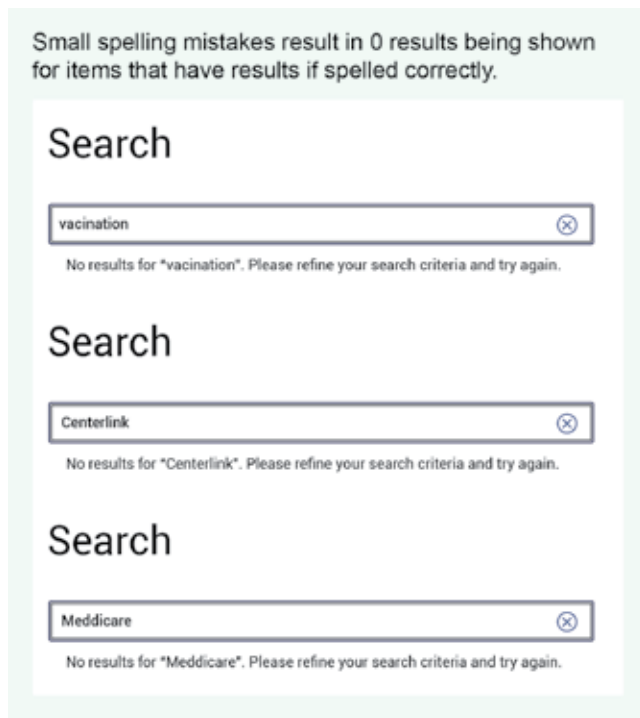 Small spelling mistakes result in 0 results being shown
for items that have results if spelled correctly.
Search
vacination
No results for "vacination". Please refine your search criteria and try again.
Search
Centerlink
No results for "Centerlink". Please refine your search criteria and try again.
Search
Meddicare
No results for "Meddicare". Please refine your search criteria and try again.